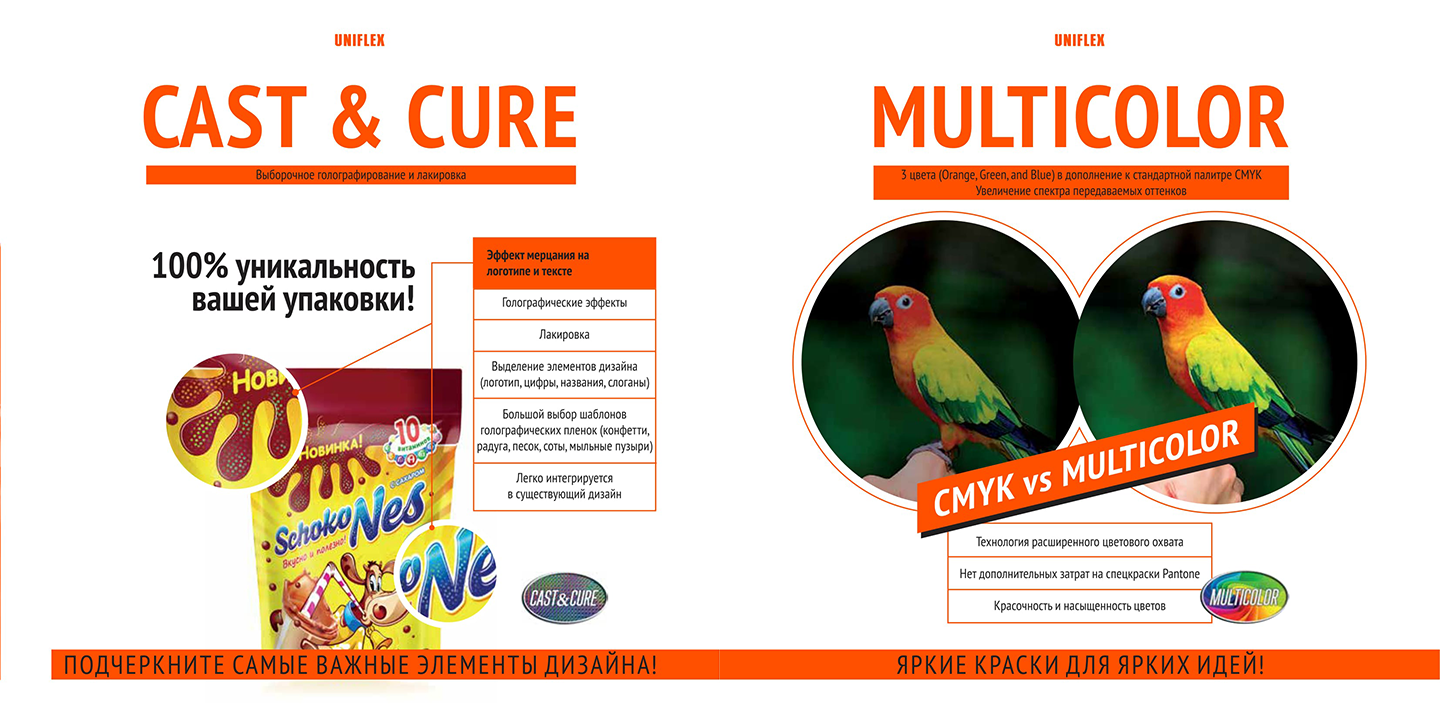 UNIFLEX
CAST & CURE
Выборочное голографирование и лакировка
100% уникальность
вашей упаковки!
Эффект мерцания на
логотипе и тексте
Голографические эффекты
Лакировка
Выделение элементов дизайна
(логотип, цифры, названия, слоганы)
Большой выбор шаблонов
голографических пленок (конфетти,
радуга, песок, соты, мыльные пузыри)
Легко интегрируется
в существующий дизайн
Нови
Новинка!
10
витаминов
с сахаром
Schoko Nes
Вкусно и полезно!
oNe
CAST&CURE
ПОДЧЕРКНИТЕ САМЫЕ ВАЖНЫЕ ЭЛЕМЕНТЫ ДИЗАЙНА!
UNIFLEX
MULTICOLOR
3 цвета (Orange, Green, and Blue) в дополнение к стандартной палитре CMYK
Увеличение спектра передаваемых оттенков
CMYK vs MULTICOLOR
Технология расширенного цветового охвата
Нет дополнительных затрат на спецкраски Pantone
Красочность и насыщенность цветов
MULTICOLOR
ЯРКИЕ КРАСКИ ДЛЯ ЯРКИХ ИДЕЙ!